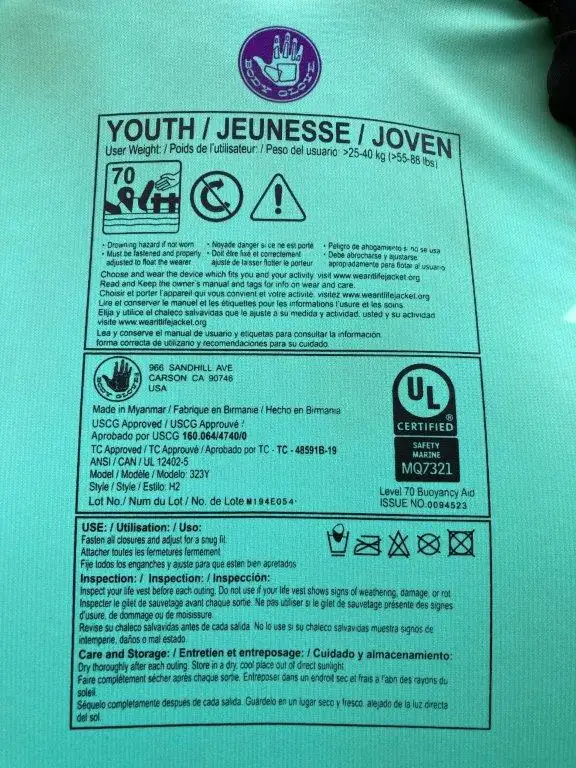 BODY GLOVE
YOUTH / JEUNESSE / JOVEN
User Weight: / Poids de l'utilisateur: / Peso del usuario: >25-40 kg (>55-88 lbs)
70
• Drowning hazard if not worn
• Must be fastened and properly
adjusted to float the wearer.
• Noyade danger si ce ne est porte
• Doit être fixé et correctement
ajusté de laisser flotter le porteur
• Peligro de ahogamiento si no se usa
• Debe abrocharse y ajustarse
apropriadamente para flotar al usuario
Choose and wear the device which fits you and your activity. visit www.wearitlifejacket.org
Read and Keep the owner's manual and tags for info on wear and care.
Choisir et porter l'appareil qui vous convient et votre activité. visitez www.wearitlifejacket.org
Lire et conserver le manuel et les étiquettes pour les informations l'usure et les soins.
Elija y utilice el chaleco salvavidas que le ajuste a su medida y actividad. usted y su actividad
visite www.wearitlifejacket.org
Lea y conserve el manual de usuario y etiquetas para consultar la información.
forma correcta de utilizario y recomendaciones para su cuidado.
BODY GLOVE
966 SANDHILL AVE
CARSON CA 90746
USA
Made in Myanmar / Fabrique en Birmanie / Hecho en Birmania
USCG Approved / USCG Approuvé /
Aprobado por USCG 160.064/4740/0
TC Approved / TC Approuvé / Aprobado por TC - TC - 48591B-19
ANSI / CAN / UL 12402-5
Model / Modèle / Modelo: 323Y
Style / Style / Estilo: H2
Lot No./ Num du Lot / No. de Lote M194E054
UL ®
CERTIFIED
SAFETY
MARINE
MQ7321
Level 70 Buoyancy Aid
ISSUE NO.0094523
USE: / Utilisation: / Uso:
Fasten all closures and adjust for a snug fit.
Attacher toutes les fermetures fermement
Fije todos los enganches y ajuste para que esten bien apretados
Inspection: / Inspection: / Inspección:
Inspect your life vest before each outing. Do not use if your life vest shows signs of weathering, damage, or rot.
Inspecter le gilet de sauvetage avant chaque sortie. Ne pas utiliser si le gilet de sauvetage présente des signes
d'usure, de dommage ou de moisissure.
Revise su chaleco salvavidas antes de cada salida. No lo use si su chaleco salvavidas muestra signos de
intemperie, daños o mal estado.
Care and Storage: / Entretien et entreposage: / Cuidado y almacenamiento:
Dry thoroughly after each outing. Store in a dry, cool place out of direct sunlight.
Faire complètement sécher après chaque sortie. Entreposer dans un endroit sec et frais a l'abri des rayons du
soleil.
Séquelo completamente después de cada salida. Guárdelo en un lugar seco y fresco, alejado de la luz directa
del sol.